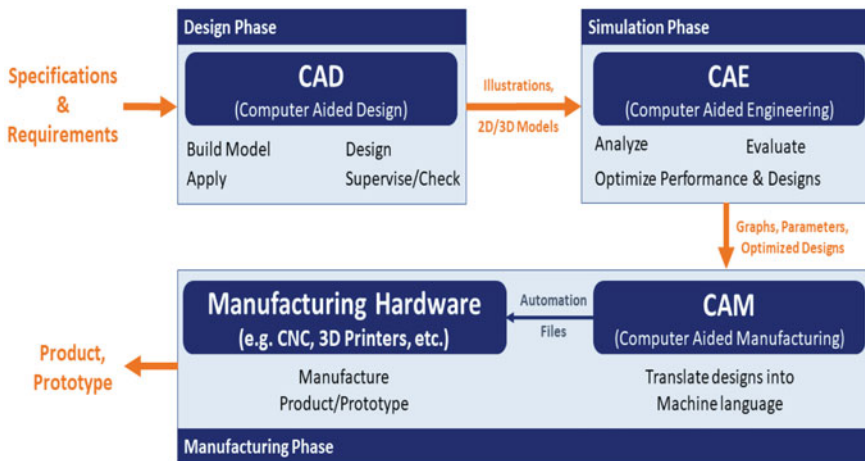 Design Phase
Simulation Phase
Specifications
&
Requirements
CAD
(Computer Aided Design)
Build Model
Design
Apply
Supervise/Check
Illustrations,
2D/3D Models
CAE
(Computer Aided Engineering)
Analyze
Evaluate
Optimize Performance & Designs
Graphs, Parameters,
Optimized Designs
CAM
(Computer Aided Manufacturing)
Translate designs into
Machine language
Automation
Files
Manufacturing Hardware
(e.g. CNC, 3D Printers, etc.)
Manufacture
Product/Prototype
Product,
Prototype
Manufacturing Phase